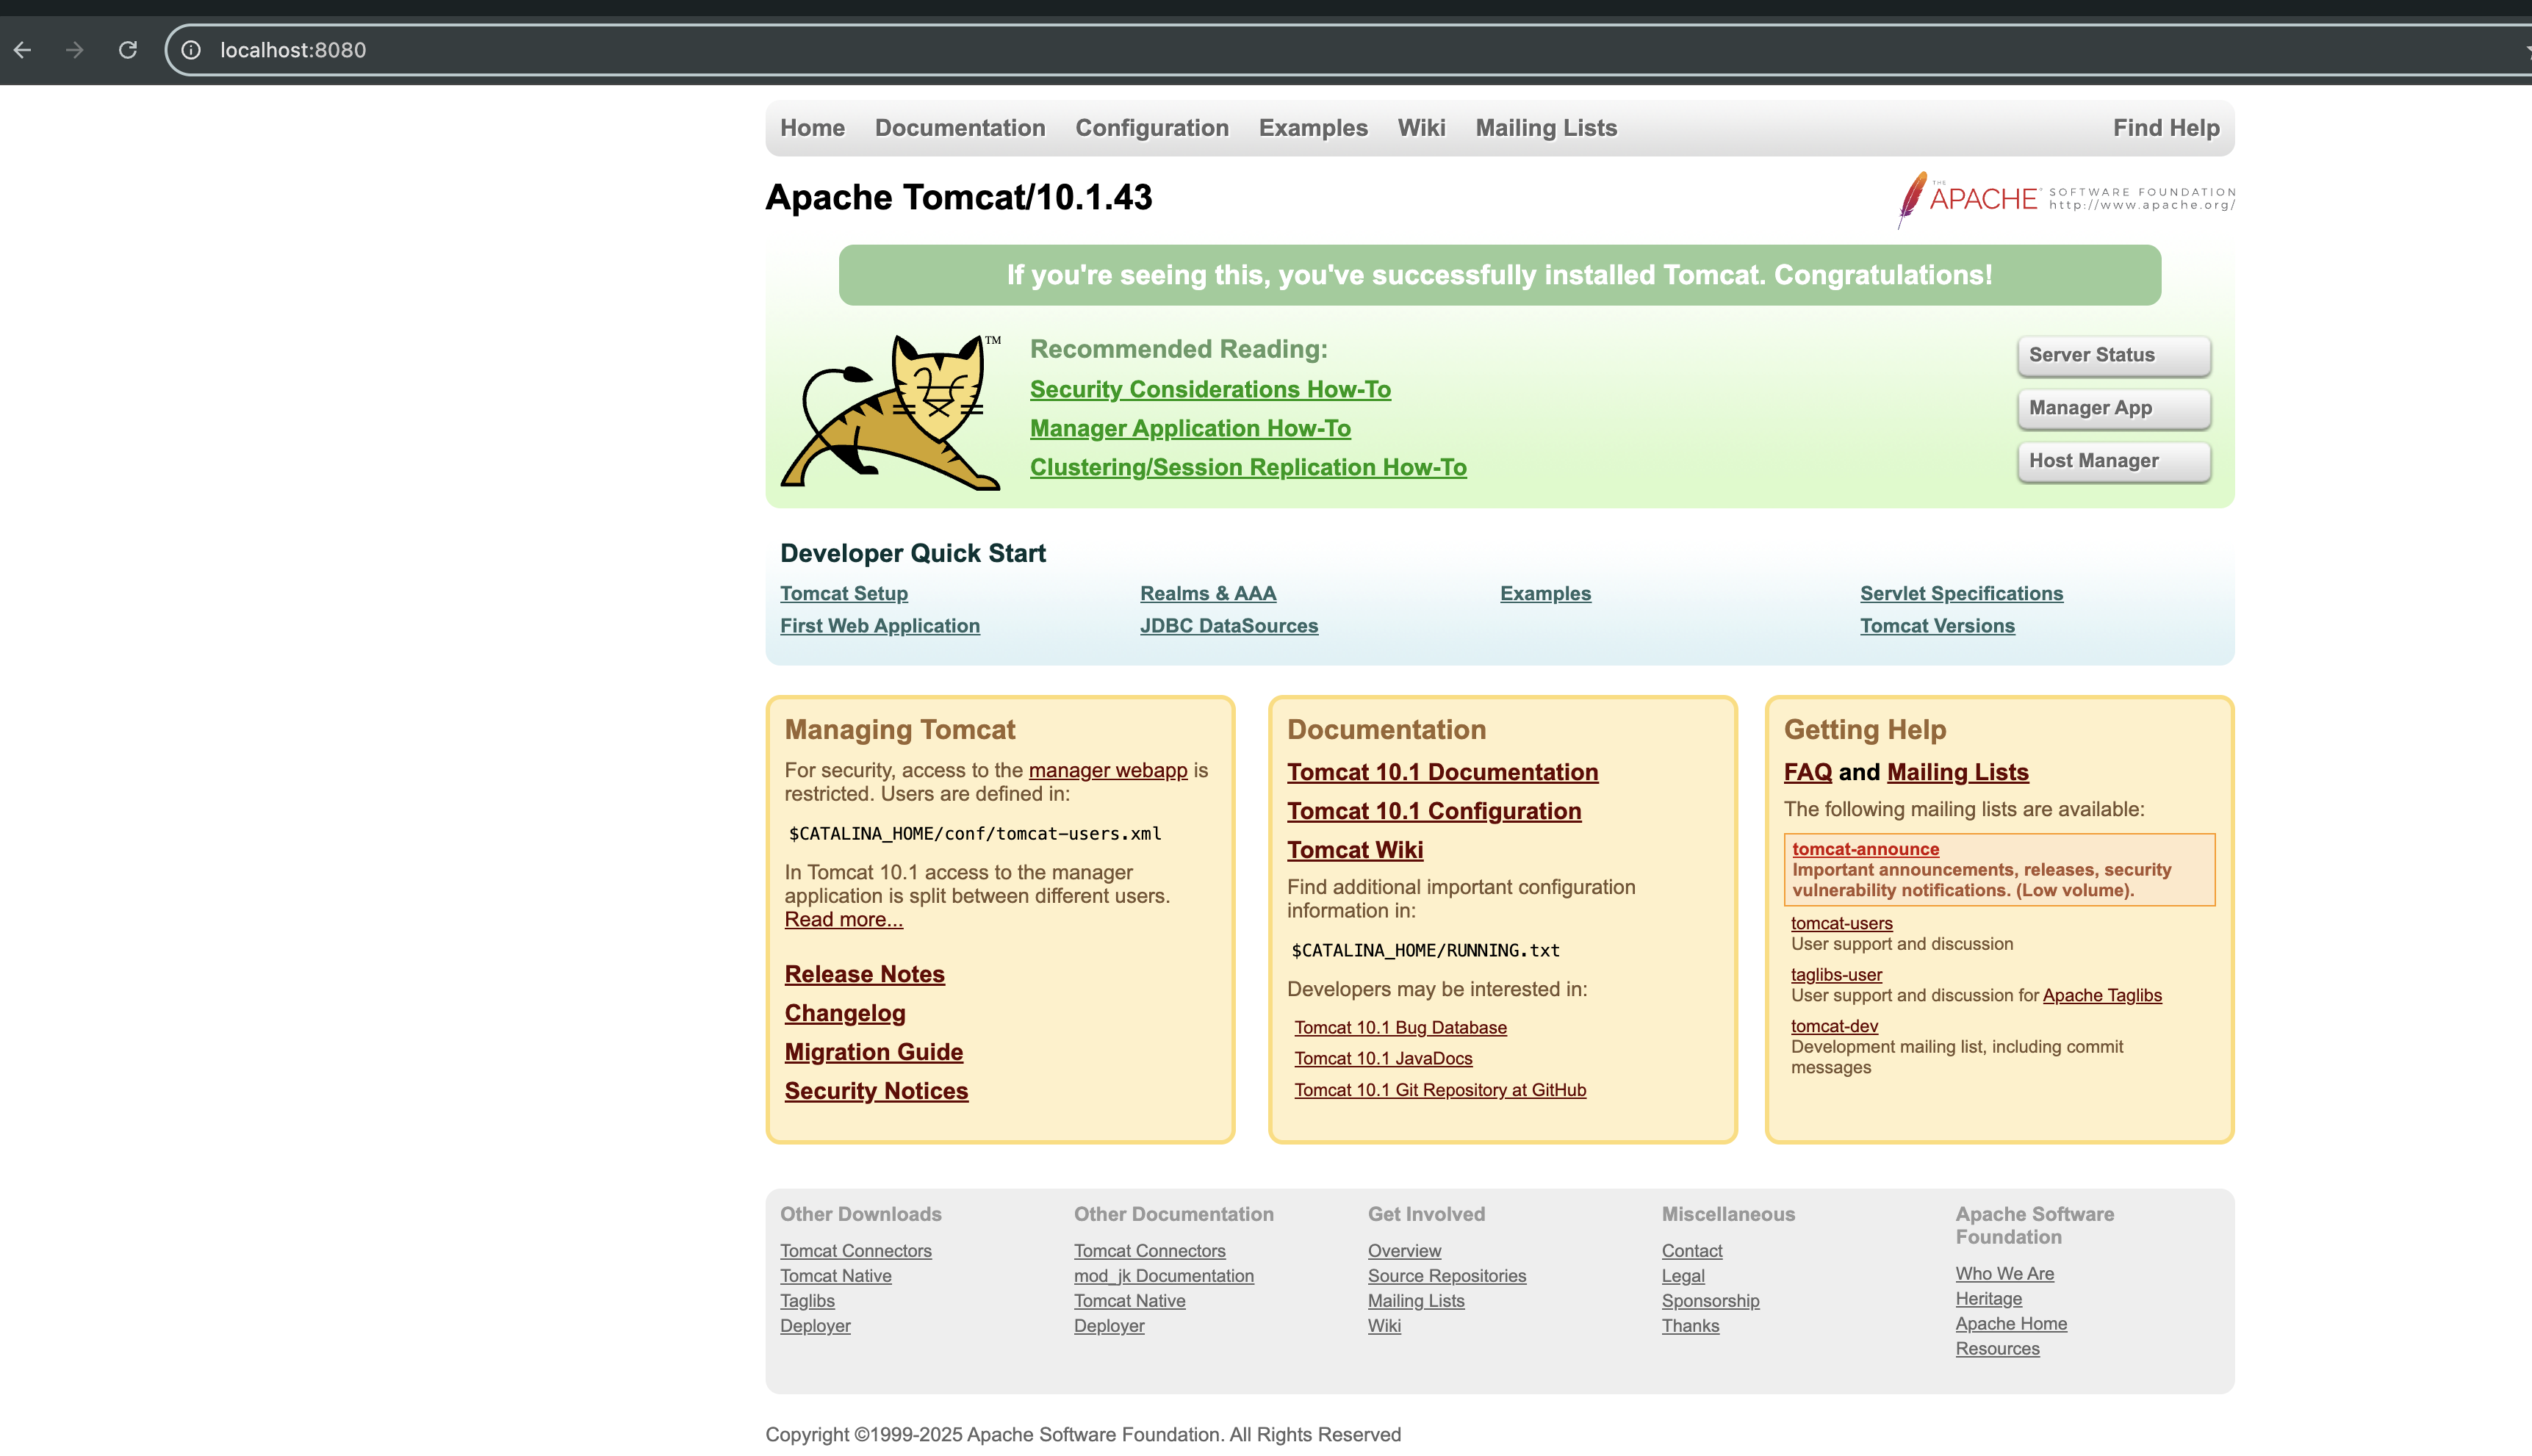 localhost:8080
Home Documentation Configuration Examples Wiki Mailing Lists Find Help
Apache Tomcat/10.1.43
THE APACHE® SOFTWARE FOUNDATION
http://www.apache.org/
If you're seeing this, you've successfully installed Tomcat. Congratulations!
TM
Recommended Reading:
Security Considerations How-To
Manager Application How-To
Clustering/Session Replication How-To
Server Status
Manager App
Host Manager
Developer Quick Start
Tomcat Setup
First Web Application
Realms & AAA
JDBC DataSources
Examples
Servlet Specifications
Tomcat Versions
Managing Tomcat
For security, access to the manager webapp is
restricted. Users are defined in:
$CATALINA_HOME/conf/tomcat-users.xml
In Tomcat 10.1 access to the manager
application is split between different users.
Read more...
Release Notes
Changelog
Migration Guide
Security Notices
Documentation
Tomcat 10.1 Documentation
Tomcat 10.1 Configuration
Tomcat Wiki
Find additional important configuration
information in:
$CATALINA_HOME/RUNNING.txt
Developers may be interested in:
Tomcat 10.1 Bug Database
Tomcat 10.1 JavaDocs
Tomcat 10.1 Git Repository at GitHub
Getting Help
FAQ and Mailing Lists
The following mailing lists are available:
tomcat-announce
Important announcements, releases, security
vulnerability notifications. (Low volume).
tomcat-users
User support and discussion
taglibs-user
User support and discussion for Apache Taglibs
tomcat-dev
Development mailing list, including commit
messages
Other Downloads
Tomcat Connectors
Tomcat Native
Taglibs
Deployer
Other Documentation
Tomcat Connectors
mod_jk Documentation
Tomcat Native
Deployer
Get Involved
Overview
Source Repositories
Mailing Lists
Wiki
Miscellaneous
Contact
Legal
Sponsorship
Thanks
Apache Software
Foundation
Who We Are
Heritage
Apache Home
Resources
Copyright ©1999-2025 Apache Software Foundation. All Rights Reserved